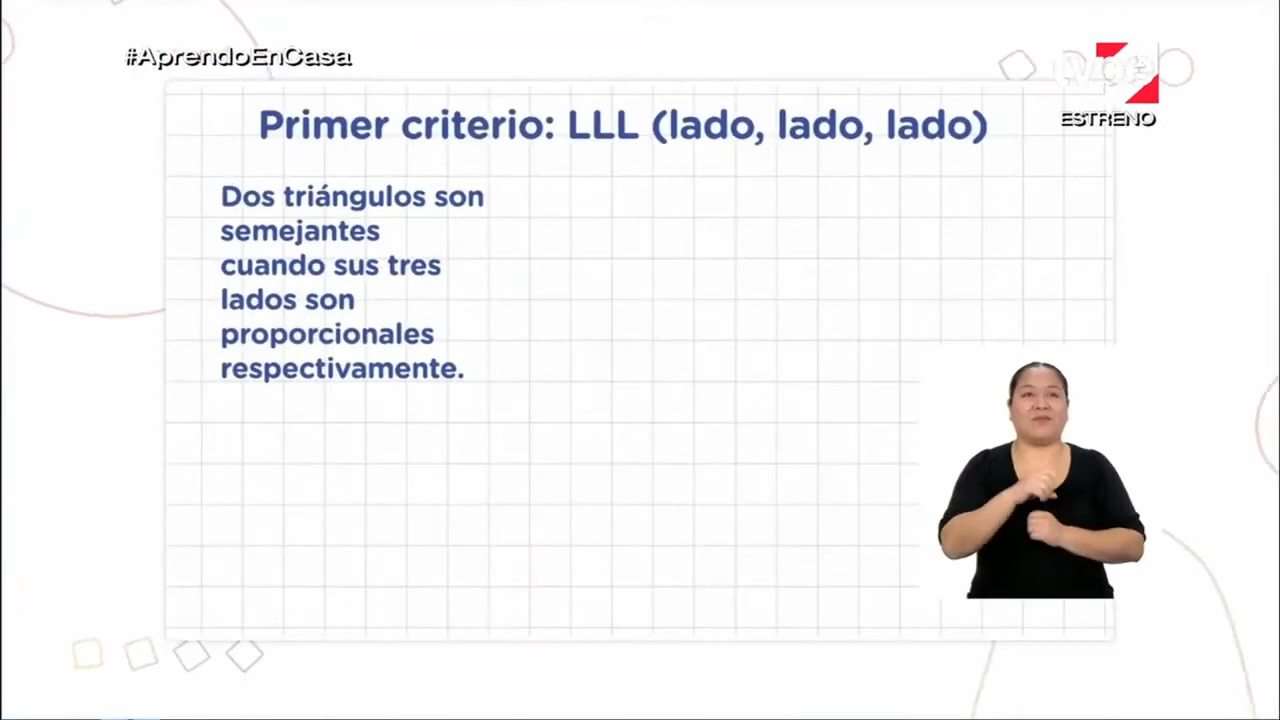 #AprendoEnCasa
tvpe
ESTRENO
Primer criterio: LLL (lado, lado, lado)
Dos triángulos son
semejantes
cuando sus tres
lados son
proporcionales
respectivamente.